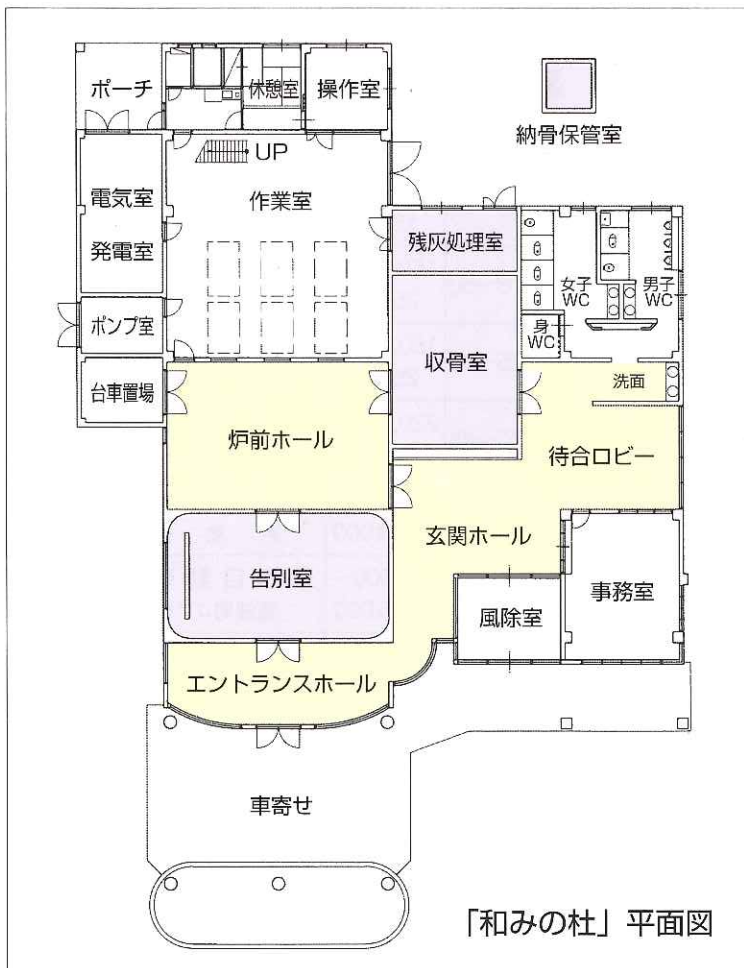 ポーチ
休憩室
操作室
納骨保管室
UP
電気室
発電室
作業室
残灰処理室
女子
WC
男子
WC
ポンプ室
身
WC
台車置場
収骨室
洗面
炉前ホール
待合ロビー
玄関ホール
告別室
事務室
風除室
エントランスホール
車寄せ
「和みの杜」平面図